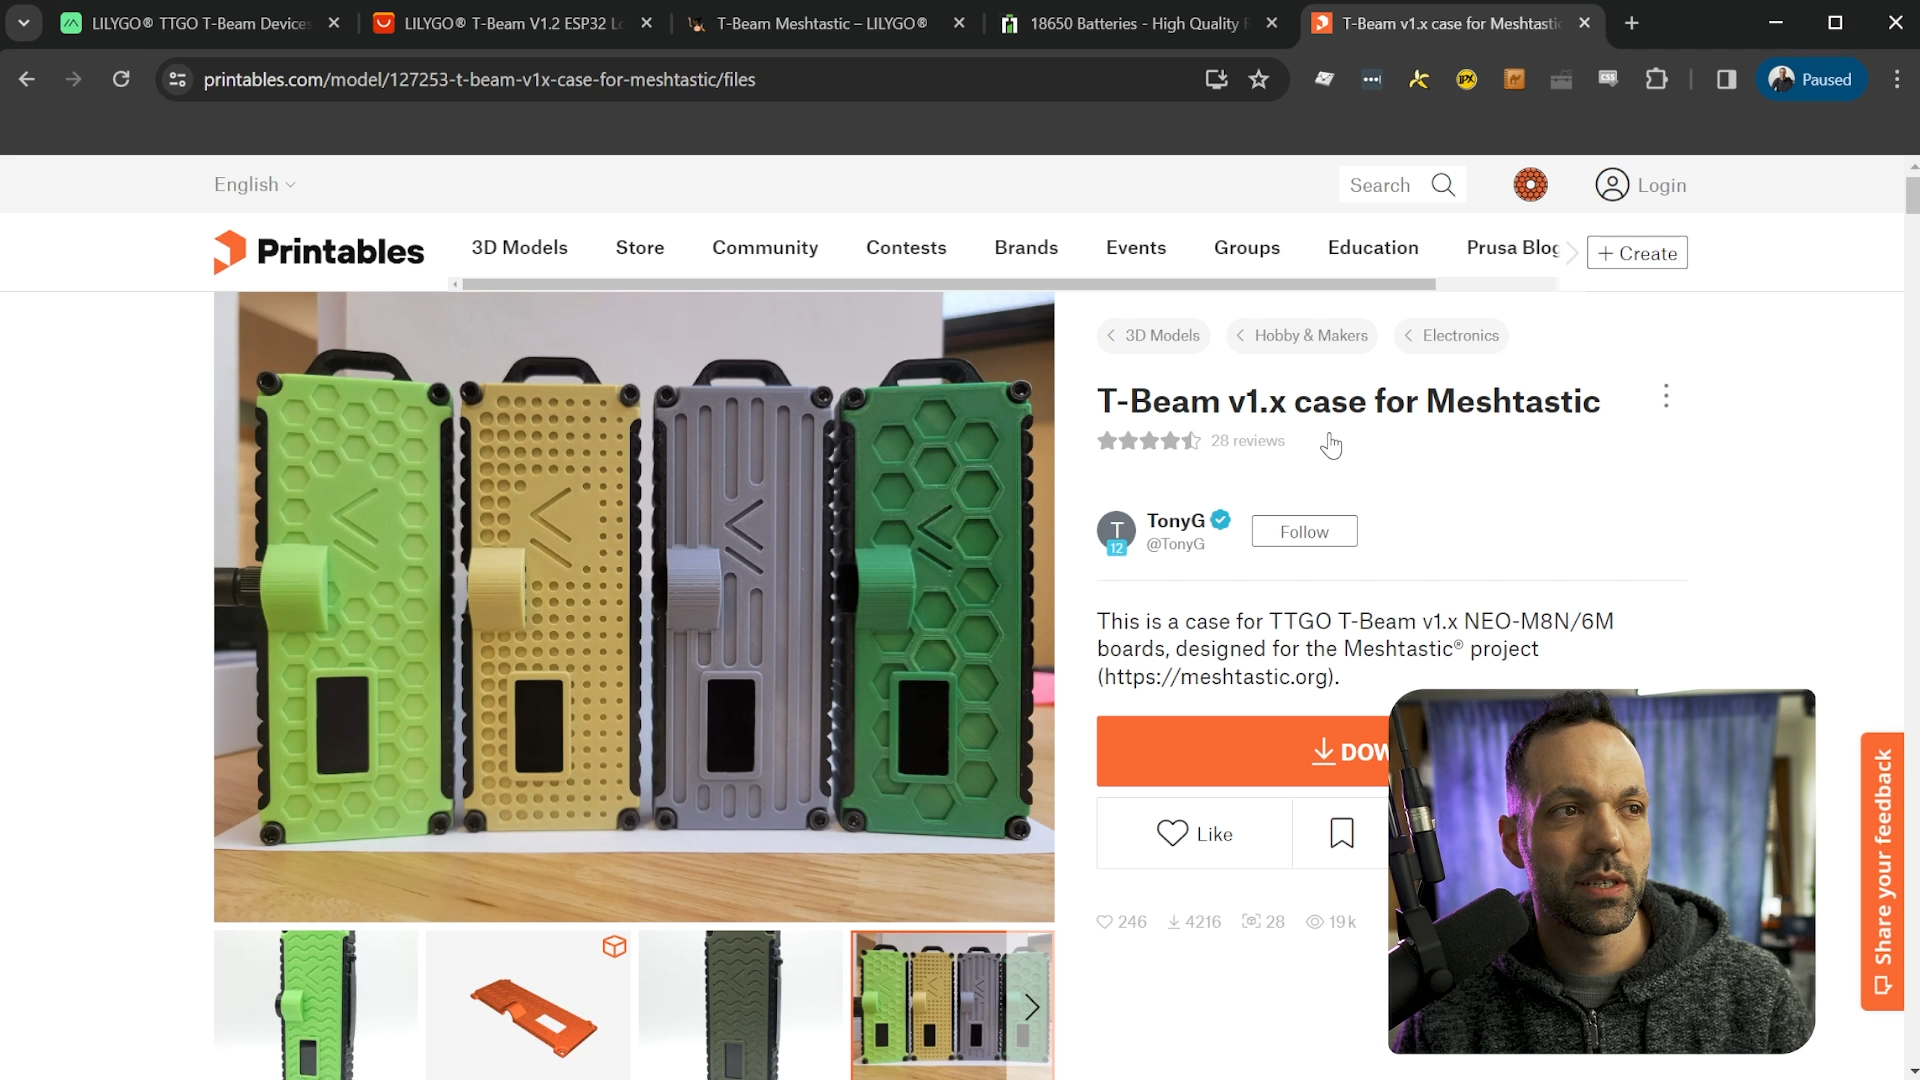 LILYGO® TTGO T-Beam Devices
LILYGO® T-Beam V1.2 ESP32 Lo
T-Beam Meshtastic – LILYGO®
18650 Batteries - High Quality
T-Beam v1.x case for Meshtastic
printables.com/model/127253-t-beam-v1x-case-for-meshtastic/files
IPX
CSS
Paused
English
Search
Login
Printables
3D Models
Store
Community
Contests
Brands
Events
Groups
Education
Prusa Blog
+ Create
3D Models
Hobby & Makers
Electronics
T-Beam v1.x case for Meshtastic
28 reviews
T
12
TonyG
@TonyG
Follow
This is a case for TTGO T-Beam v1.x NEO-M8N/6M
boards, designed for the Meshtastic® project
(https://meshtastic.org).
DOW
Like
246
4216
28
19k
Share your feedback